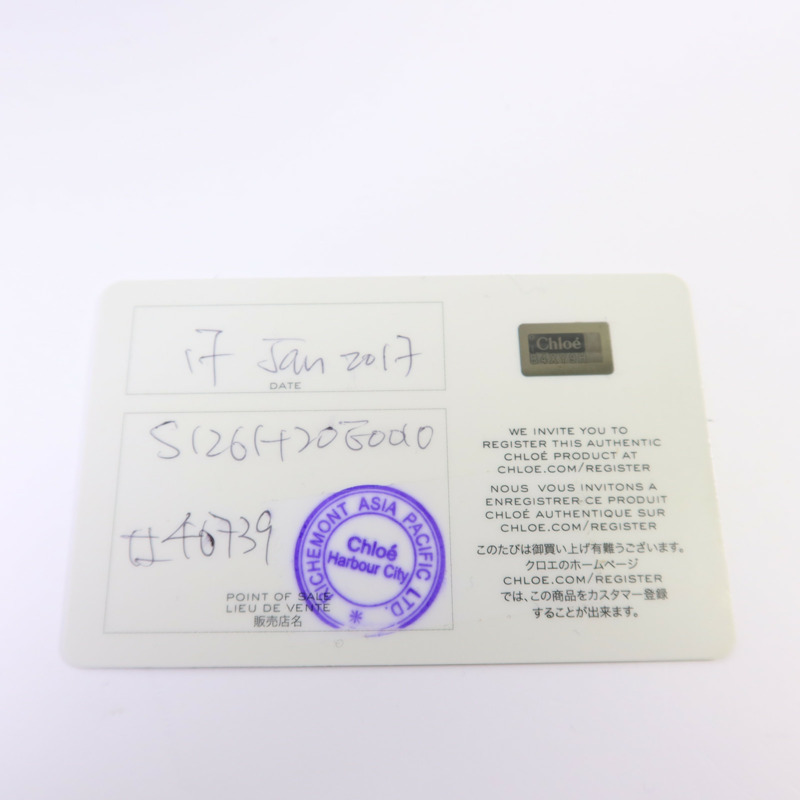 17 Jan 2017
DATE
#40739
POINT OF SALE
LIEU DE VENTE
販売店名
RICHEMONT ASIA PACIFIC LTD.
Chloé
Harbour City
*
Chloé
WE INVITE YOU TO
REGISTER THIS AUTHENTIC
CHLOÉ PRODUCT AT
CHLOE.COM/REGISTER
NOUS VOUS INVITONS A
ENREGISTRER-CE PRODUIT
CHLOÉ AUTHENTIQUE SUR
CHLOE.COM/REGISTER
このたびは御買い上げ有難うございます。
クロエのホームページ
CHLOE.COM/REGISTER
では、この商品をカスタマー登録
することが出来ます。